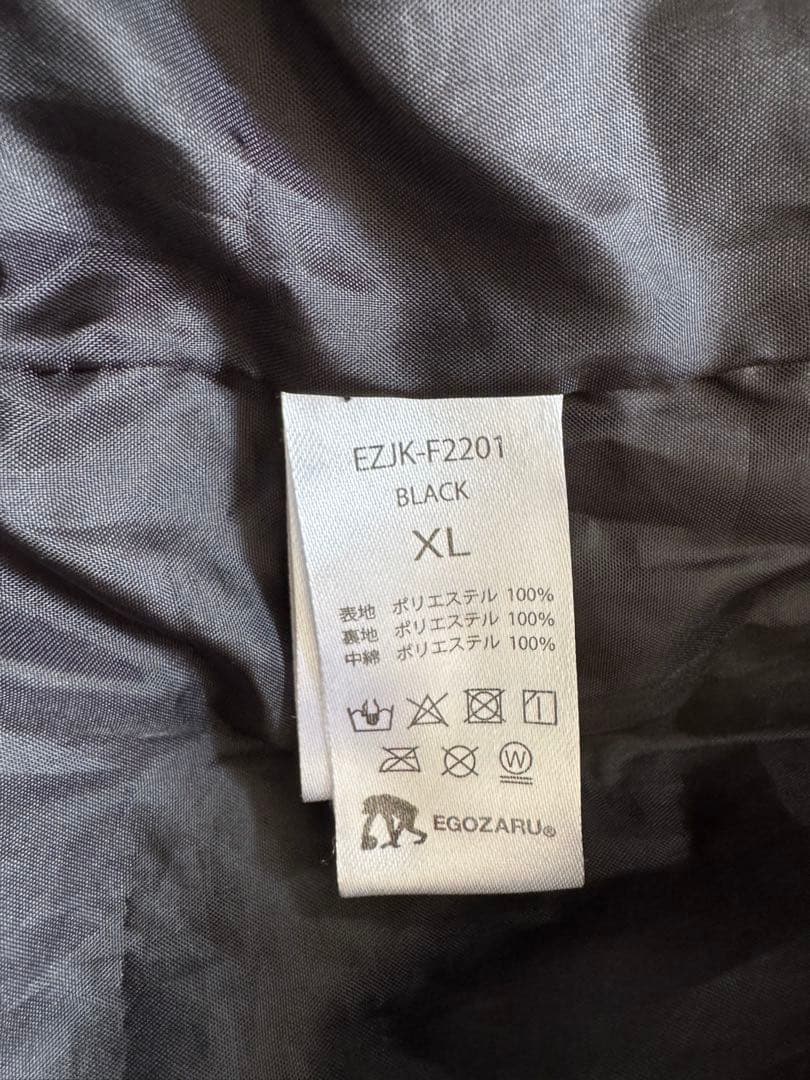 EZJK-F2201
BLACK
XL
表地 ポリエステル 100%
裏地 ポリエステル 100%
中綿 ポリエステル 100%
W
EGOZARU®